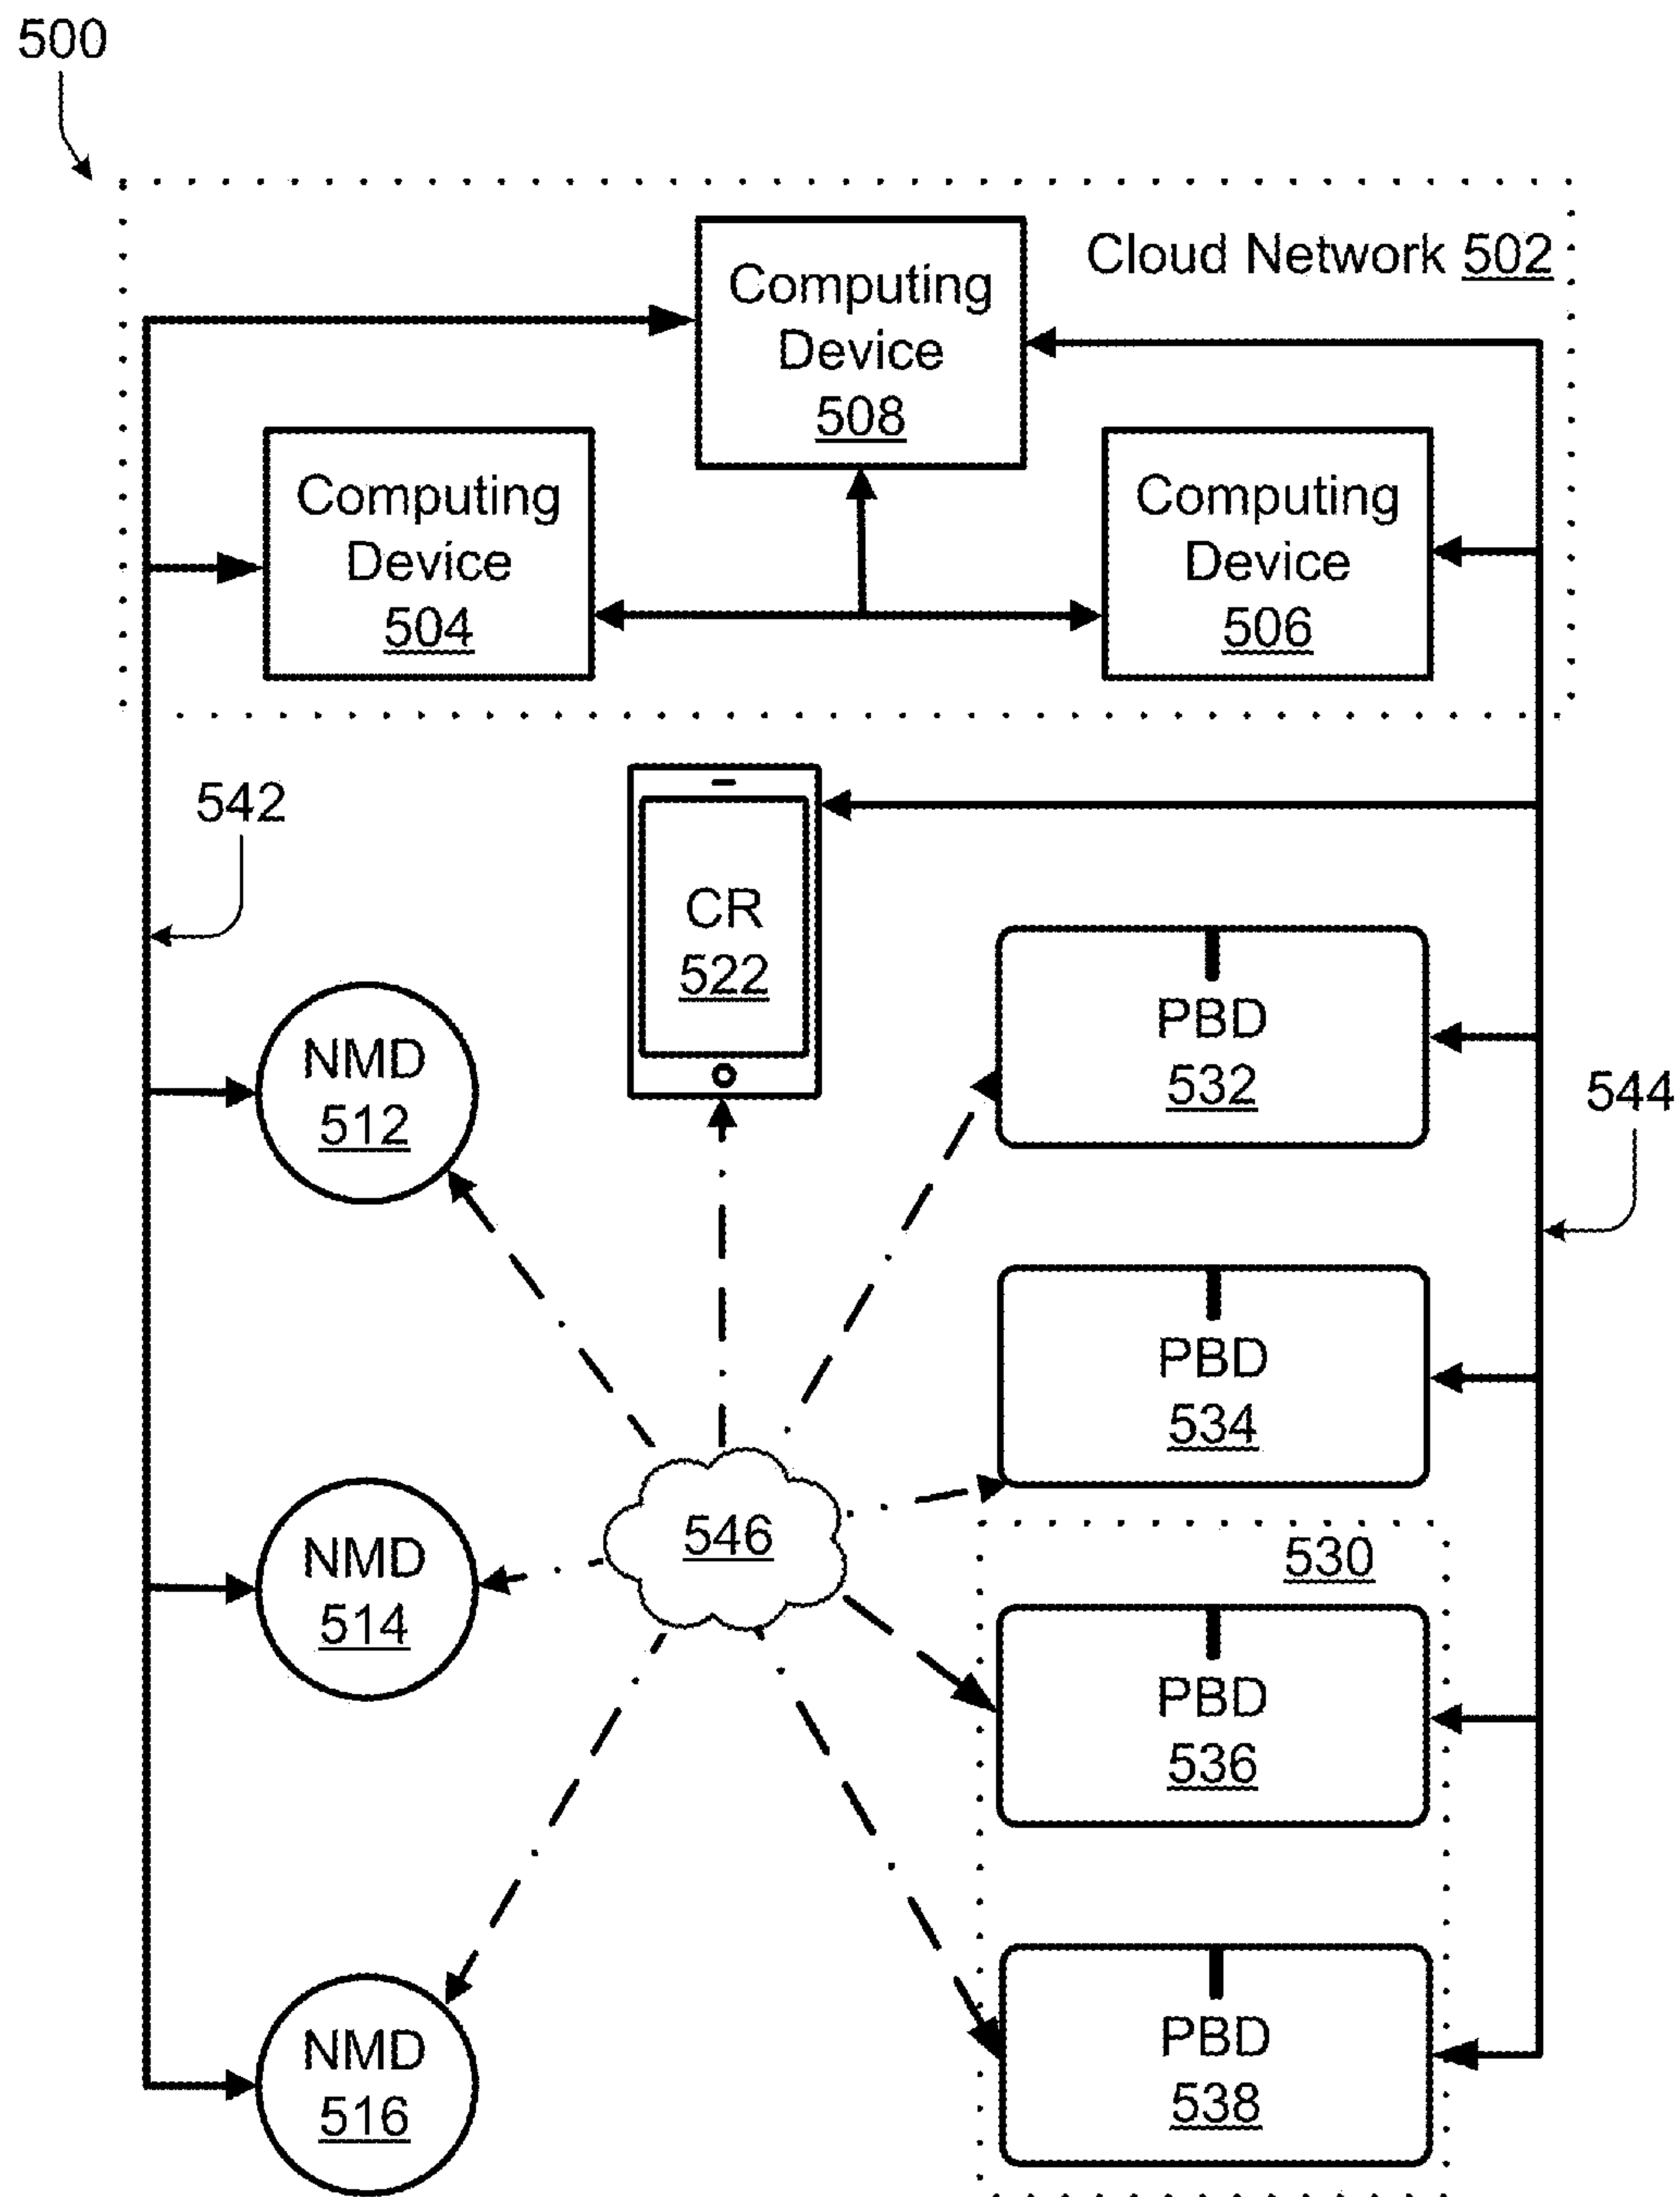 500
Cloud Network 502
Computing
Device
508
Computing
Device
504
Computing
Device
506
542
CR
522
PBD
532
NMD
512
544
PBD
534
546
530
NMD
514
PBD
536
NMD
516
PBD
538